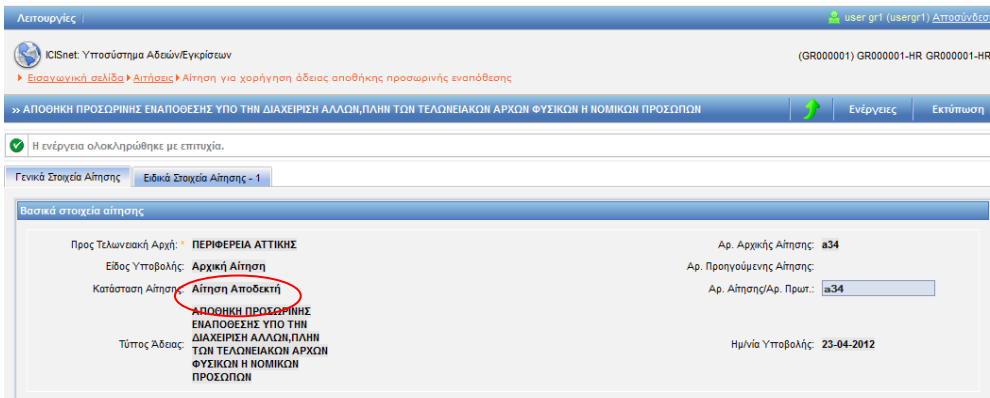 Λειτουργίες
user gr1 (usergr1) Αποσύνδεσ
ICISnet: Υποσύστημα Αδειών/Εγκρίσεων
(GR000001) GR000001-HR GR000001-HR
Εισαγωγική σελίδα Αιτήσεις Αίτηση για χορήγηση άδειας αποθήκης προσωρινής εναπόθεσης
›› ΑΠΟΘΗΚΗ ΠΡΟΣΩΡΙΝΗΣ ΕΝΑΠΟΘΕΣΗΣ ΥΠΟ ΤΗΝ ΔΙΑΧΕΙΡΙΣΗ ΑΛΛΩΝ,ΠΛΗΝ ΤΩΝ ΤΕΛΩΝΕΙΑΚΩΝ ΑΡΧΩΝ ΦΥΣΙΚΩΝ Η ΝΟΜΙΚΩΝ ΠΡΟΣΩΠΩΝ
Ενέργειες
Εκτύπωση
Η ενέργεια ολοκληρώθηκε με επιτυχία.
Γενικά Στοιχεία Αίτησης
Ειδικά Στοιχεία Αίτησης - 1
Βασικά στοιχεία αίτησης
Προς Τελωνειακή Αρχή: * ΠΕΡΙΦΕΡΕΙΑ ΑΤΤΙΚΗΣ
Αρ. Αρχικής Αίτησης: a34
Είδος Υποβολής: Αρχική Αίτηση
Αρ. Προηγούμενης Αίτησης:
Κατάσταση Αίτησης: Αίτηση Αποδεκτή
Αρ. Αίτησης/Αρ. Πρωτ.: a34
Τύπος Άδειας:
ΑΠΟΘΗΚΗ ΠΡΟΣΩΡΙΝΗΣ
ΕΝΑΠΟΘΕΣΗΣ ΥΠΟ ΤΗΝ
ΔΙΑΧΕΙΡΙΣΗ ΑΛΛΩΝ,ΠΛΗΝ
ΤΩΝ ΤΕΛΩΝΕΙΑΚΩΝ ΑΡΧΩΝ
ΦΥΣΙΚΩΝ Η ΝΟΜΙΚΩΝ
ΠΡΟΣΩΠΩΝ
Ημ/νία Υποβολής: 23-04-2012